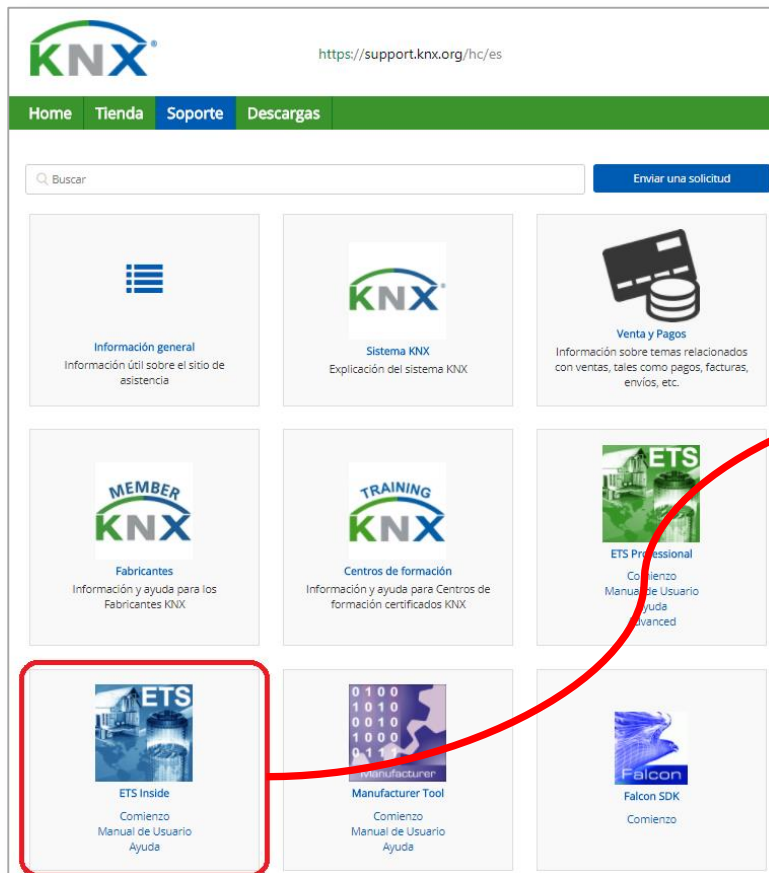 KNX
https://support.knx.org/hc/es
Home Tienda Soporte Descargas
Buscar
Enviar una solicitud
Información general
Información útil sobre el sitio de
asistencia
KNX
Sistema KNX
Explicación del sistema KNX
Venta y Pagos
Información sobre temas relacionados
con ventas, tales como pagos, facturas,
envíos, etc.
MEMBER
KNX
Fabricantes
Información y ayuda para los
Fabricantes KNX
TRAINING
KNX
Centros de formación
Información y ayuda para Centros de
formación certificados KNX
ETS
ETS Professional
Comienzo
Manual de Usuario
Ayuda
Advanced
ETS
ETS Inside
Comienzo
Manual de Usuario
Ayuda
0100
1010
0010
1000
0111
Manufacturer
Manufacturer Tool
Comienzo
Manual de Usuario
Ayuda
Falcon
Falcon SDK
Comienzo